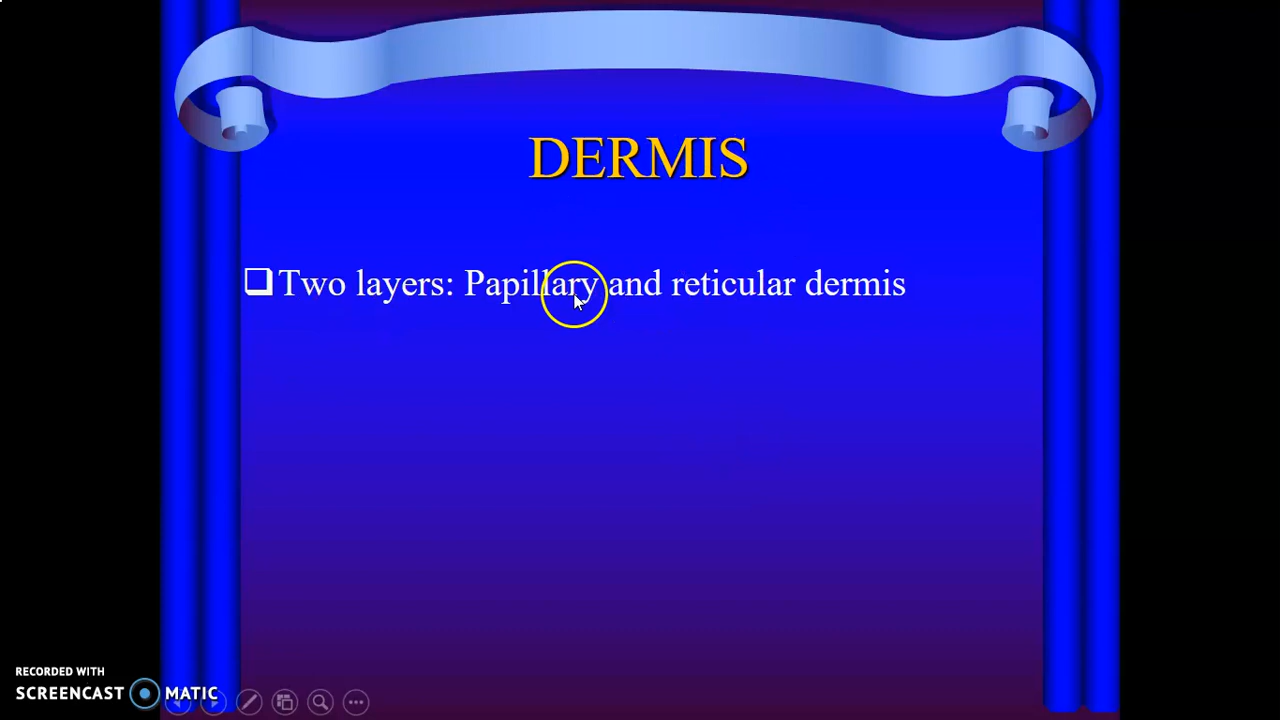 DERMIS
Two layers: Papillary and reticular dermis
RECORDED WITH
SCREENCAST MATIC